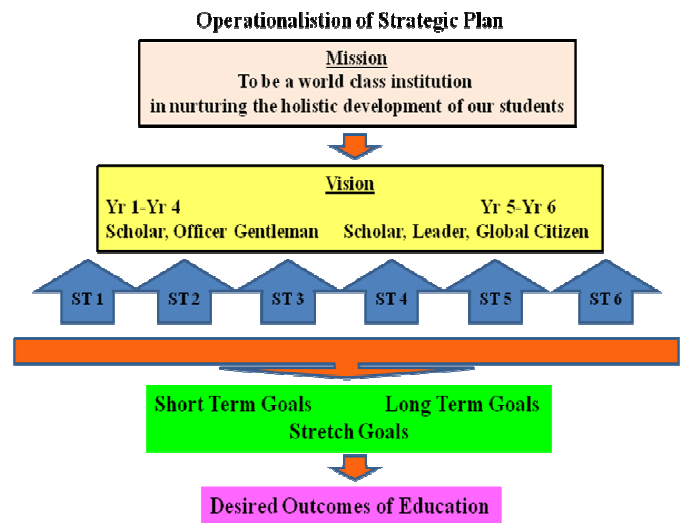 Operationalistion of Strategic Plan
Mission
To be a world class institution
in nurturing the holistic development of our students
Vision
Yr 1-Yr 4 Yr 5-Yr 6
Scholar, Officer Gentleman Scholar, Leader, Global Citizen
ST 1 ST 2 ST 3 ST 4 ST 5 ST 6
Short Term Goals Long Term Goals
Stretch Goals
Desired Outcomes of Education